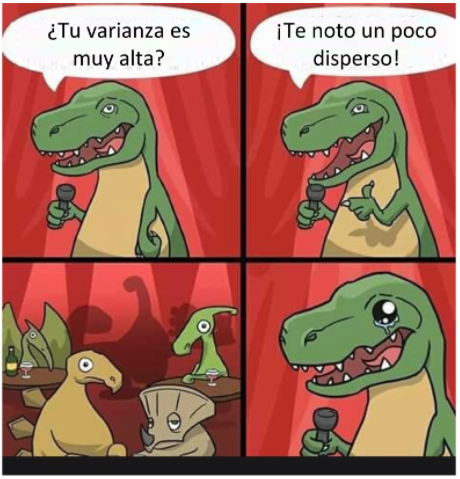 ¿Tu varianza es
muy alta?
¡Te noto un poco
disperso!